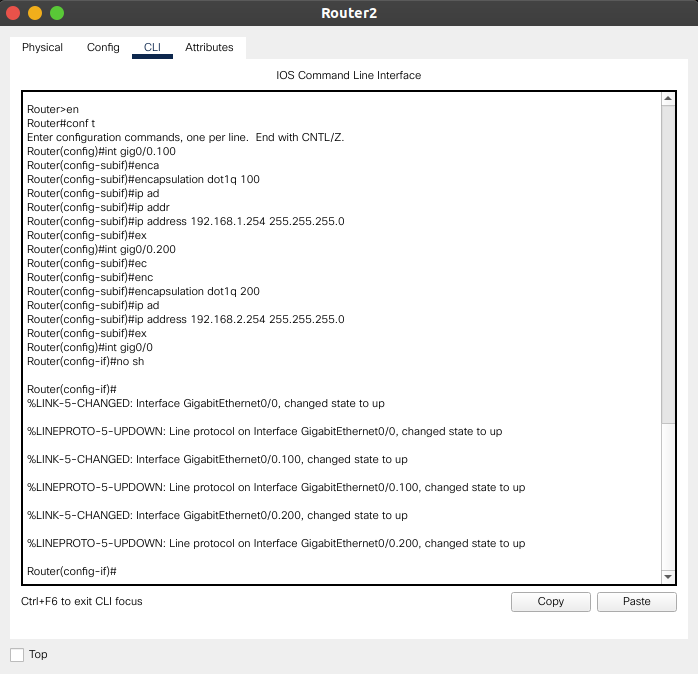 Router2
Physical Config CLI Attributes
IOS Command Line Interface
Router>en
Router#conf t
Enter configuration commands, one per line.  End with CNTL/Z.
Router(config)#int gig0/0.100
Router(config-subif)#enca
Router(config-subif)#encapsulation dot1q 100
Router(config-subif)#ip ad
Router(config-subif)#ip addr
Router(config-subif)#ip address 192.168.1.254 255.255.255.0
Router(config-subif)#ex
Router(config)#int gig0/0.200
Router(config-subif)#ec
Router(config-subif)#enc
Router(config-subif)#encapsulation dot1q 200
Router(config-subif)#ip ad
Router(config-subif)#ip address 192.168.2.254 255.255.255.0
Router(config-subif)#ex
Router(config)#int gig0/0
Router(config-if)#no sh
Router(config-if)#
%LINK-5-CHANGED: Interface GigabitEthernet0/0, changed state to up
%LINEPROTO-5-UPDOWN: Line protocol on Interface GigabitEthernet0/0, changed state to up
%LINK-5-CHANGED: Interface GigabitEthernet0/0.100, changed state to up
%LINEPROTO-5-UPDOWN: Line protocol on Interface GigabitEthernet0/0.100, changed state to up
%LINK-5-CHANGED: Interface GigabitEthernet0/0.200, changed state to up
%LINEPROTO-5-UPDOWN: Line protocol on Interface GigabitEthernet0/0.200, changed state to up
Router(config-if)#
Ctrl+F6 to exit CLI focus
Copy Paste
Top